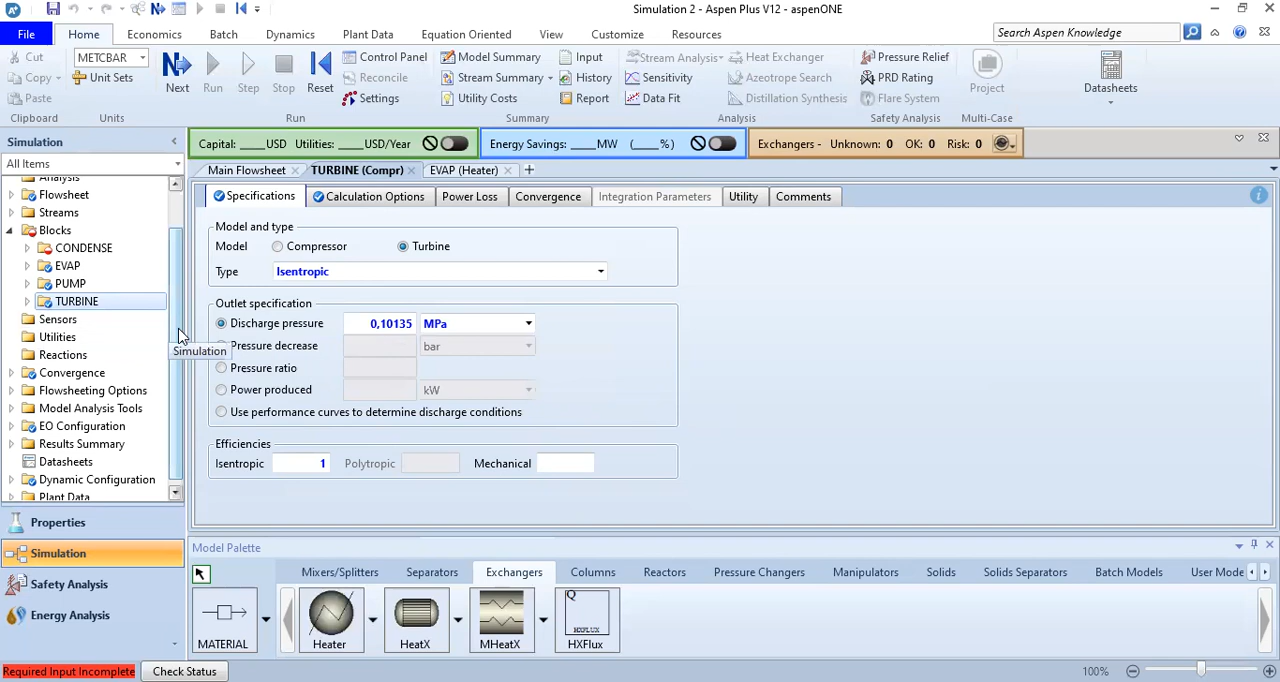 Simulation 2 - Aspen Plus V12 - aspenONE
File Home Economics Batch Dynamics Plant Data Equation Oriented View Customize Resources Search Aspen Knowledge
Cut METCBAR Control Panel Model Summary Input Stream Analysis Heat Exchanger Pressure Relief
Copy Unit Sets Next Run Step Stop Reset Reconcile Stream Summary History Sensitivity Azeotrope Search PRD Rating Project Datasheets
Paste Settings Utility Costs Report Data Fit Distillation Synthesis Flare System
Clipboard Units Run Summary Analysis Safety Analysis Multi-Case
Simulation
Capital: ____USD Utilities: ____USD/Year Energy Savings: ____MW (____%) Exchangers - Unknown: 0 OK: 0 Risk: 0
All Items
Main Flowsheet TURBINE (Compr) EVAP (Heater)
Analysis
Flowsheet
Streams
Blocks
CONDENSE
EVAP
PUMP
TURBINE
Sensors
Utilities
Reactions
Convergence
Flowsheeting Options
Model Analysis Tools
EO Configuration
Results Summary
Datasheets
Dynamic Configuration
Plant Data
Simulation
Properties
Simulation
Safety Analysis
Energy Analysis
Specifications Calculation Options Power Loss Convergence Integration Parameters Utility Comments
Model and type
Model Compressor Turbine
Type Isentropic
Outlet specification
Discharge pressure 0,10135 MPa
Pressure decrease bar
Pressure ratio
Power produced kW
Use performance curves to determine discharge conditions
Efficiencies
Isentropic 1 Polytropic Mechanical
Model Palette
Mixers/Splitters Separators Exchangers Columns Reactors Pressure Changers Manipulators Solids Solids Separators Batch Models User Mode
MATERIAL Heater HeatX MHeatX HXFlux
Q
HXFLUX
Required Input Incomplete Check Status 100%